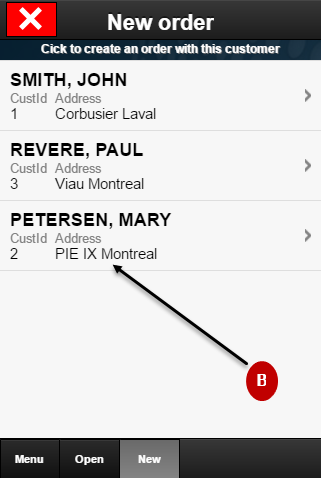 New order
Cick to create an order with this customer
SMITH, JOHN
CustId Address
1 Corbusier Laval
REVERE, PAUL
CustId Address
3 Viau Montreal
PETERSEN, MARY
CustId Address
2 PIE IX Montreal
B
Menu Open New